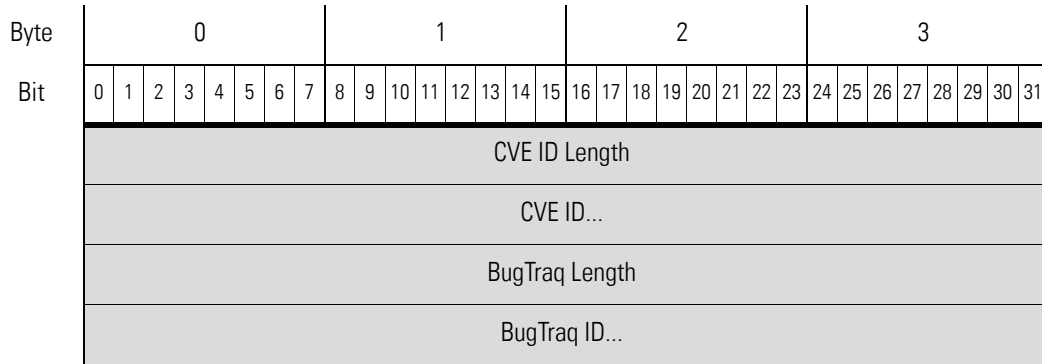 Byte 0 1 2 3
Bit 0 1 2 3 4 5 6 7 8 9 10 11 12 13 14 15 16 17 18 19 20 21 22 23 24 25 26 27 28 29 30 31
CVE ID Length
CVE ID...
BugTraq Length
BugTraq ID...